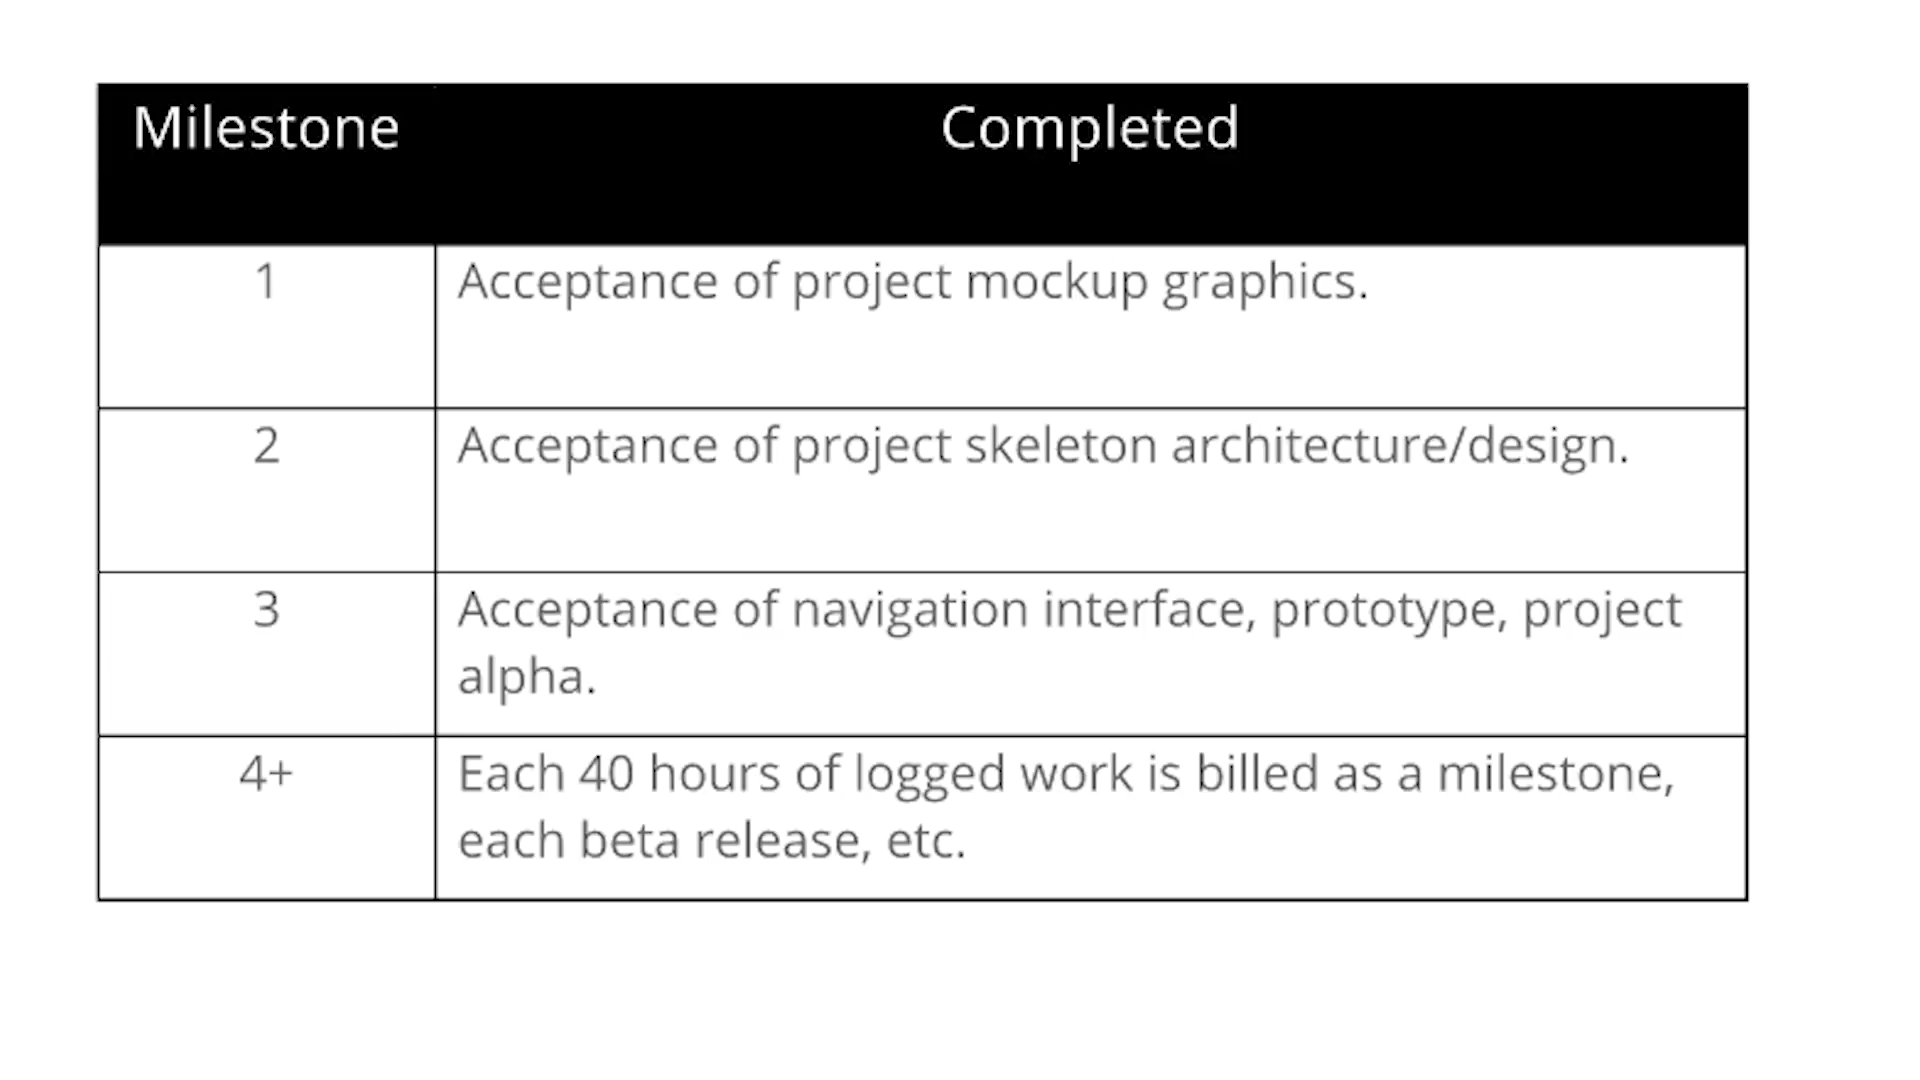 Milestone Completed
1 Acceptance of project mockup graphics.
2 Acceptance of project skeleton architecture/design.
3 Acceptance of navigation interface, prototype, project
alpha.
4+ Each 40 hours of logged work is billed as a milestone,
each beta release, etc.